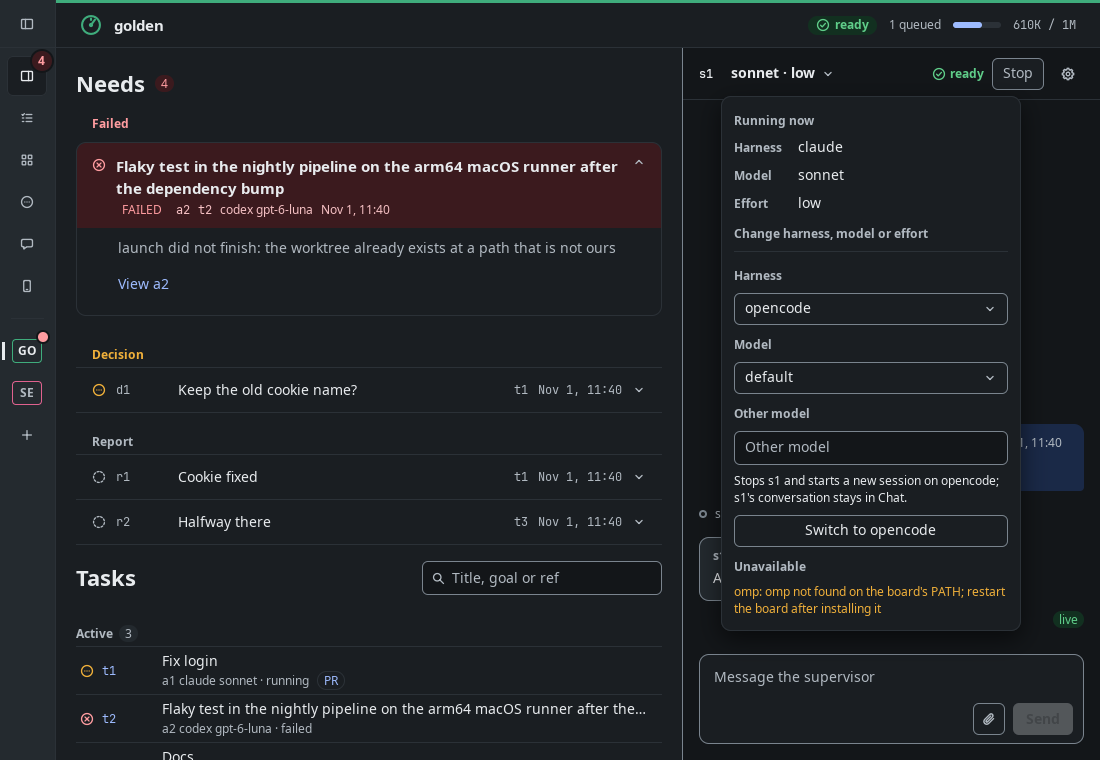 golden
ready
1 queued
610K / 1M
4
GO
SE
Needs 4
Failed
Flaky test in the nightly pipeline on the arm64 macOS runner after
the dependency bump
FAILED a2 t2 codex gpt-6-luna Nov 1, 11:40
launch did not finish: the worktree already exists at a path that is not ours
View a2
Decision
d1 Keep the old cookie name? t1 Nov 1, 11:40
Report
r1 Cookie fixed t1 Nov 1, 11:40
r2 Halfway there t3 Nov 1, 11:40
Tasks
Title, goal or ref
Active 3
t1 Fix login
a1 claude sonnet · running PR
t2 Flaky test in the nightly pipeline on the arm64 macOS runner after the…
a2 codex gpt-6-luna · failed
Docs
s1 sonnet · low
ready
Stop
Running now
Harness claude
Model sonnet
Effort low
Change harness, model or effort
Harness
opencode
Model
default
Other model
Other model
Stops s1 and starts a new session on opencode;
s1's conversation stays in Chat.
Switch to opencode
Unavailable
omp: omp not found on the board's PATH; restart
the board after installing it
, 11:40
live
Message the supervisor
Send